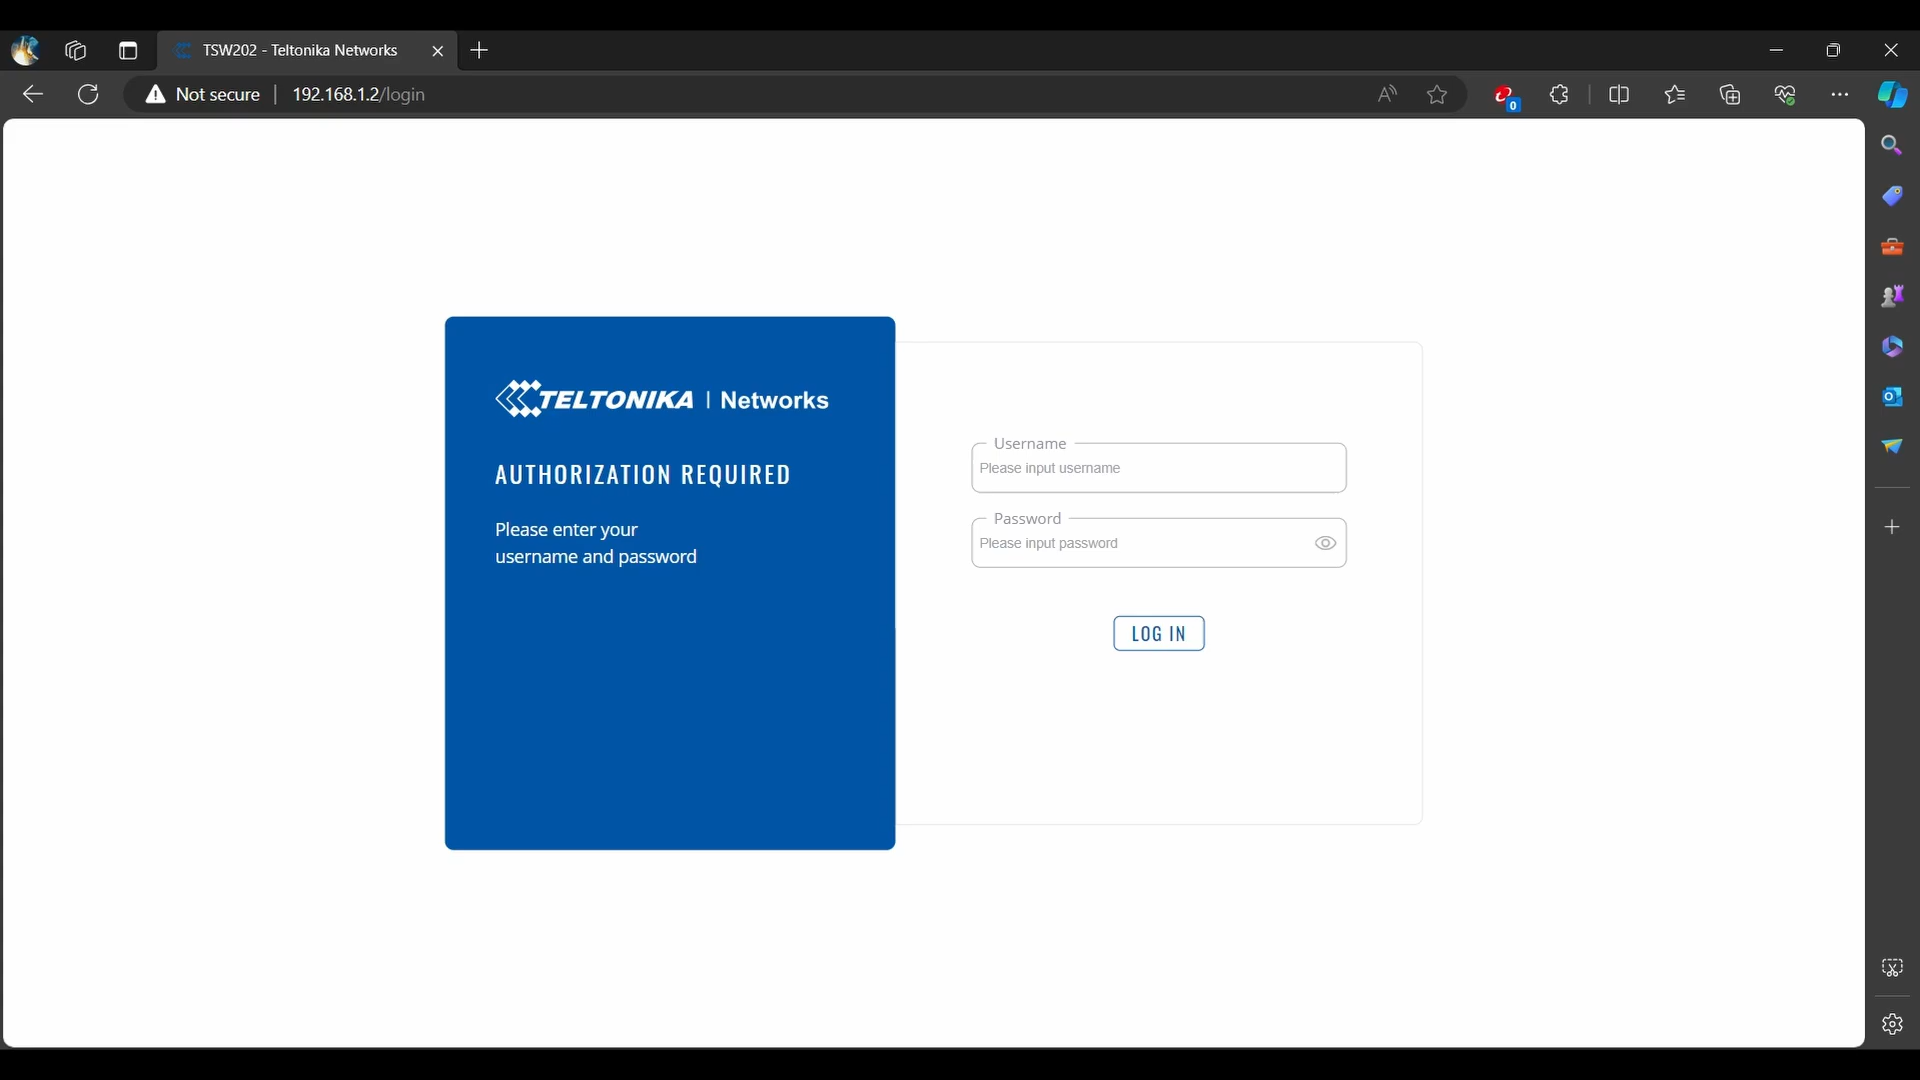 TSW202 - Teltonika Networks
Not secure | 192.168.1.2/login
0
TELTONIKA | Networks
AUTHORIZATION REQUIRED
Please enter your
username and password
Username
Please input username
Password
Please input password
LOG IN